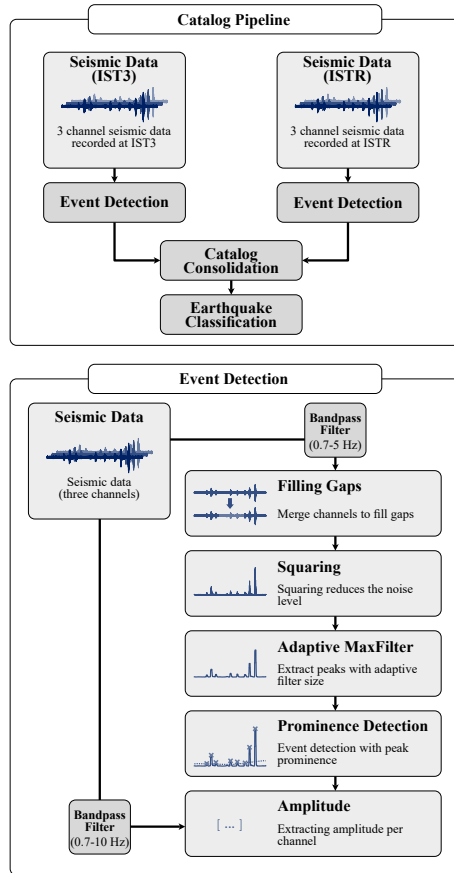 Catalog Pipeline
Seismic Data
(IST3)
3 channel seismic data
recorded at IST3
Seismic Data
(ISTR)
3 channel seismic data
recorded at ISTR
Event Detection
Event Detection
Catalog
Consolidation
Earthquake
Classification
Event Detection
Seismic Data
Seismic data
(three channels)
Bandpass
Filter
(0.7-5 Hz)
Filling Gaps
Merge channels to fill gaps
Squaring
Squaring reduces the noise
level
Adaptive MaxFilter
Extract peaks with adaptive
filter size
Prominence Detection
Event detection with peak
prominence
Bandpass
Filter
(0.7-10 Hz)
[ ... ]
Amplitude
Extracting amplitude per
channel